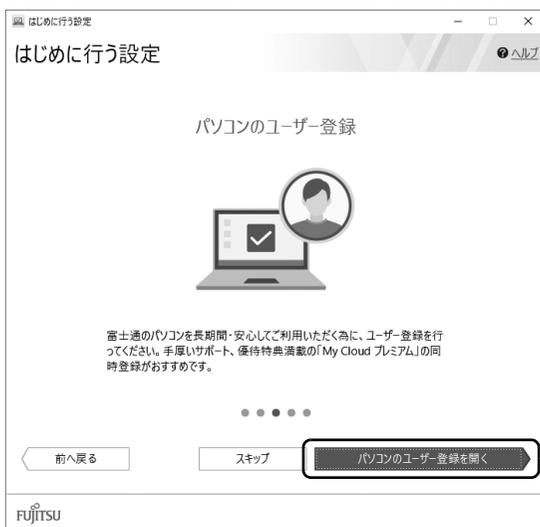 はじめに行う設定
はじめに行う設定
ヘルプ
パソコンのユーザー登録
富士通のパソコンを長期間・安心してご利用いただく為に、ユーザー登録を行
ってください。手厚いサポート、優待特典満載の「My Cloud プレミアム」の同
時登録がおすすめです。
前へ戻る
スキップ
パソコンのユーザー登録を開く
FUJITSU